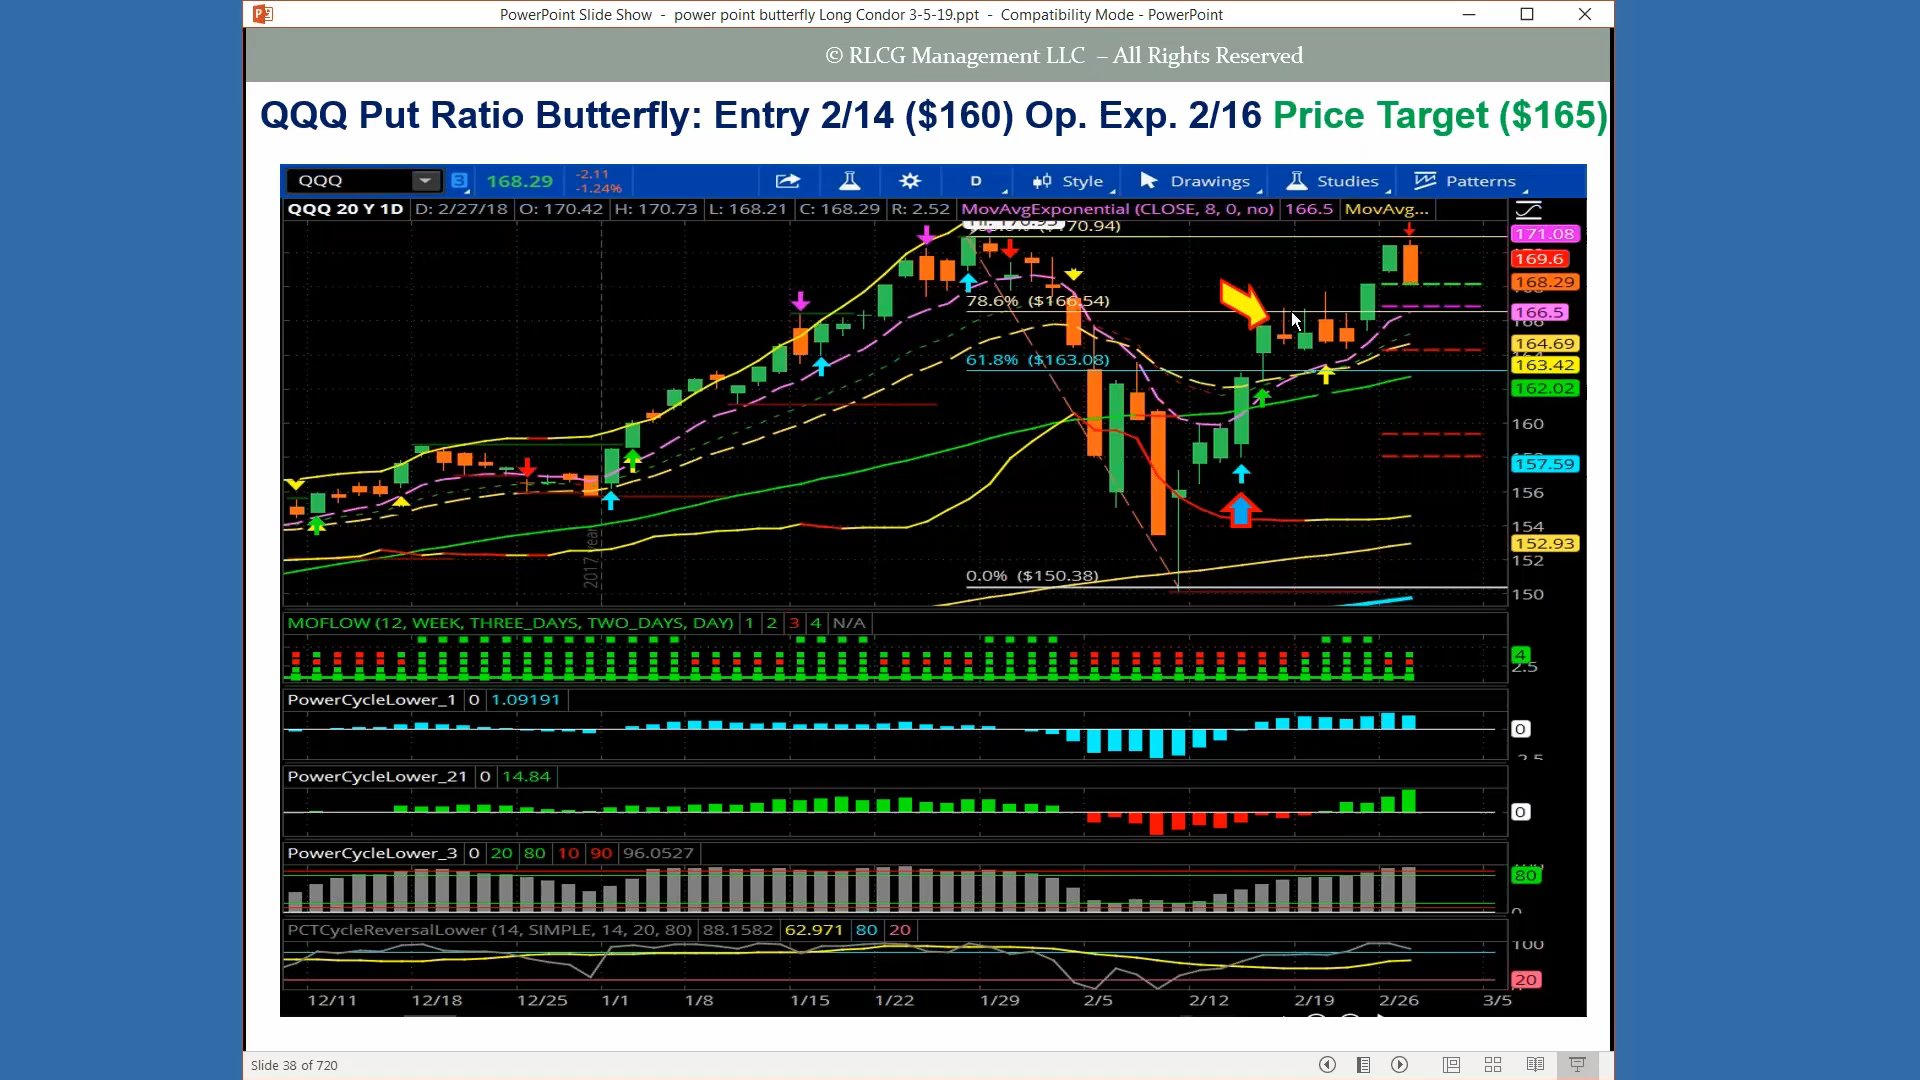 PowerPoint Slide Show - power point butterfly Long Condor 3-5-19.ppt - Compatibility Mode - PowerPoint
© RLCG Management LLC – All Rights Reserved
QQQ Put Ratio Butterfly: Entry 2/14 ($160) Op. Exp. 2/16 Price Target ($165)
QQQ 3 168.29 -2.11 -1.24% D Style Drawings Studies Patterns
QQQ 20 Y 1D D: 2/27/18 O: 170.42 H: 170.73 L: 168.21 C: 168.29 R: 2.52 MovAvgExponential (CLOSE, 8, 0, no) 166.5 MovAvg...
171.08
169.6
168.29
78.6% ($166.54)
166.5
164.69
61.8% ($163.08)
163.42
162.02
160
157.59
156
154
152.93
152
0.0% ($150.38)
150
2017 year
MOFLOW (12, WEEK, THREE_DAYS, TWO_DAYS, DAY) 1 2 3 4 N/A
4
2.5
PowerCycleLower_1 0 1.09191
0
PowerCycleLower_21 0 14.84
0
PowerCycleLower_3 0 20 80 10 90 96.0527
80
0
PCTCycleReversalLower (14, SIMPLE, 14, 20, 80) 88.1582 62.971 80 20
100
20
12/11 12/18 12/25 1/1 1/8 1/15 1/22 1/29 2/5 2/12 2/19 2/26 3/5
Slide 38 of 720